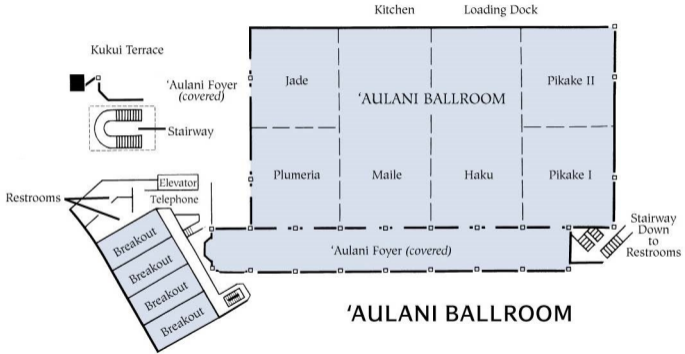 Kitchen
Loading Dock
Kukui Terrace
'Aulani Foyer
(covered)
Jade
'AULANI BALLROOM
Pikake II
Stairway
Plumeria
Maile
Haku
Pikake I
Restrooms
Elevator
Telephone
Stairway
Down
to
Restrooms
'Aulani Foyer (covered)
Breakout
Breakout
Breakout
Breakout
'AULANI BALLROOM